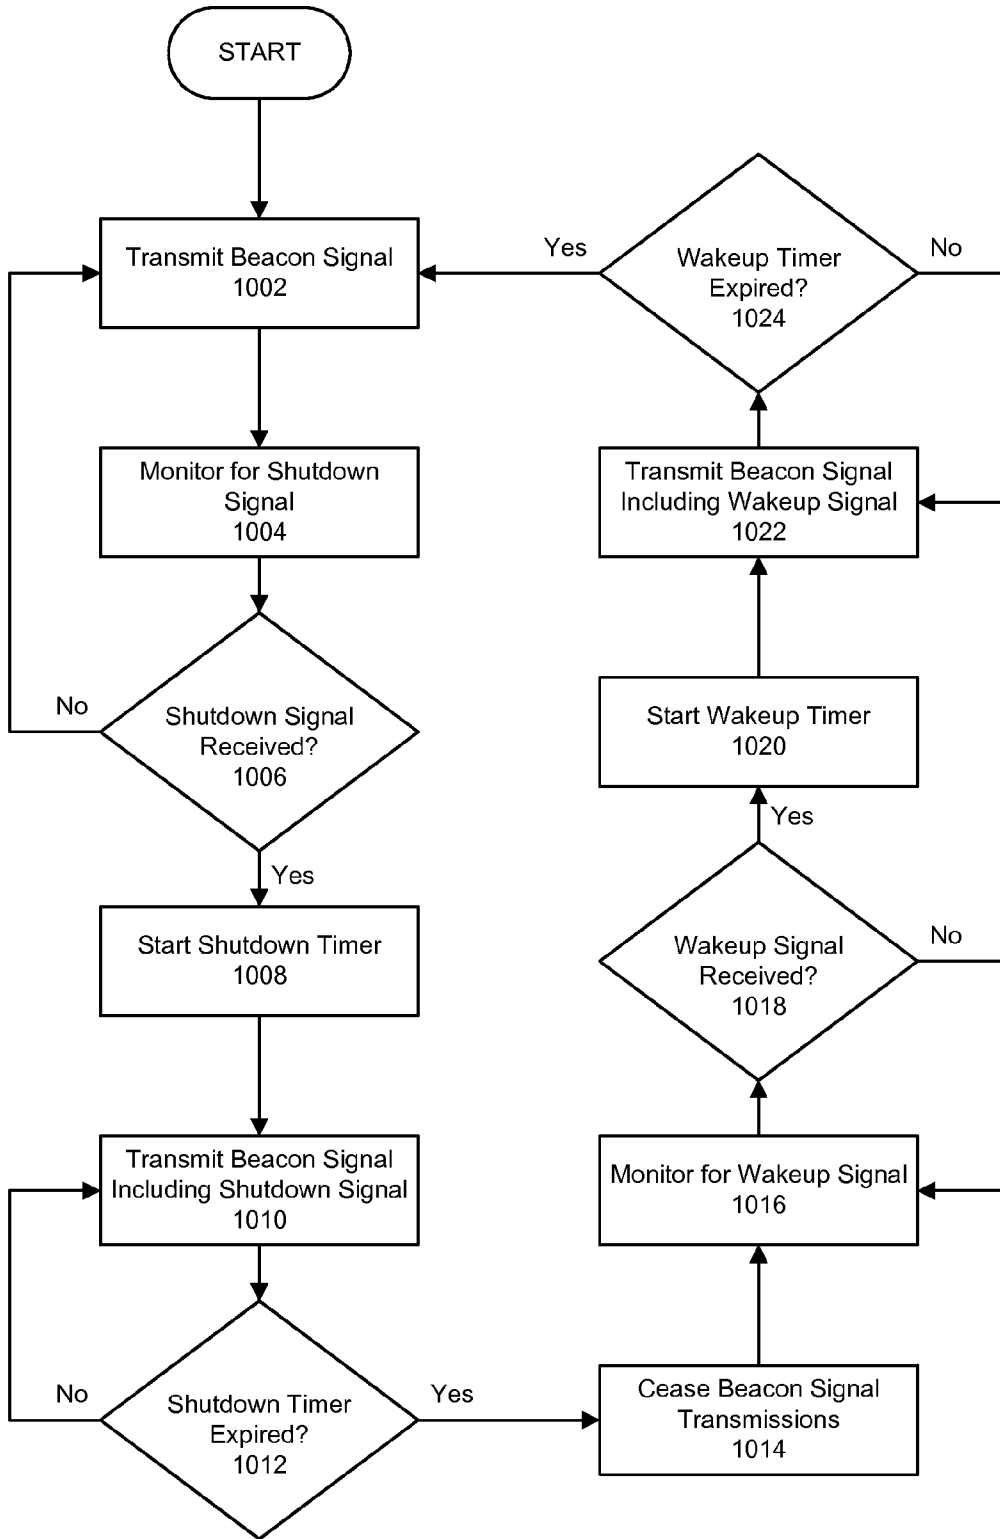 START
Transmit Beacon Signal
1002
Monitor for Shutdown
Signal
1004
No
Shutdown Signal
Received?
1006
Yes
Start Shutdown Timer
1008
Transmit Beacon Signal
Including Shutdown Signal
1010
No
Shutdown Timer
Expired?
1012
Yes
Cease Beacon Signal
Transmissions
1014
Monitor for Wakeup Signal
1016
Wakeup Signal
Received?
1018
No
Yes
Start Wakeup Timer
1020
Transmit Beacon Signal
Including Wakeup Signal
1022
Wakeup Timer
Expired?
1024
Yes
No